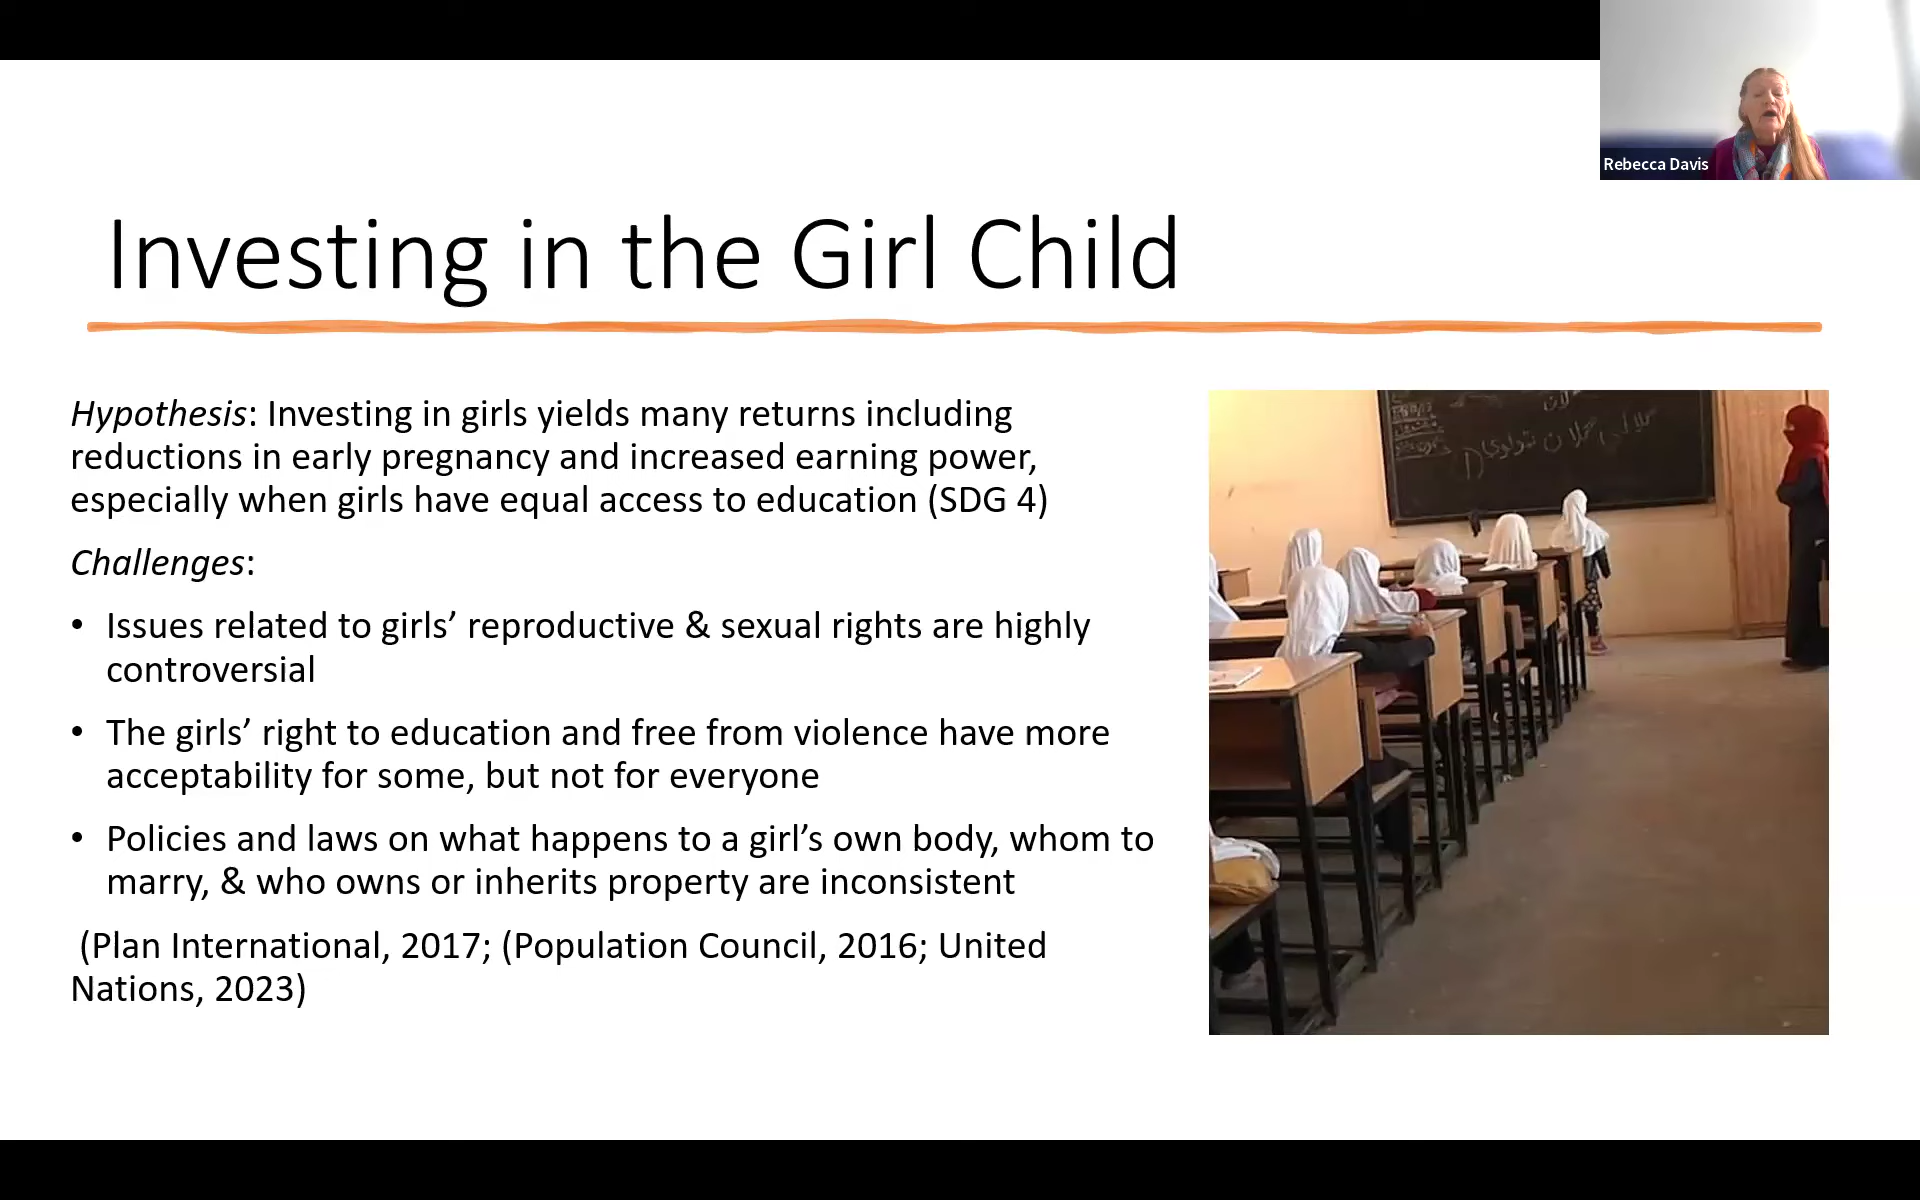 Rebecca Davis
Investing in the Girl Child
Hypothesis: Investing in girls yields many returns including
reductions in early pregnancy and increased earning power,
especially when girls have equal access to education (SDG 4)
Challenges:
• Issues related to girls’ reproductive & sexual rights are highly
controversial
• The girls’ right to education and free from violence have more
acceptability for some, but not for everyone
• Policies and laws on what happens to a girl’s own body, whom to
marry, & who owns or inherits property are inconsistent
(Plan International, 2017; (Population Council, 2016; United
Nations, 2023)